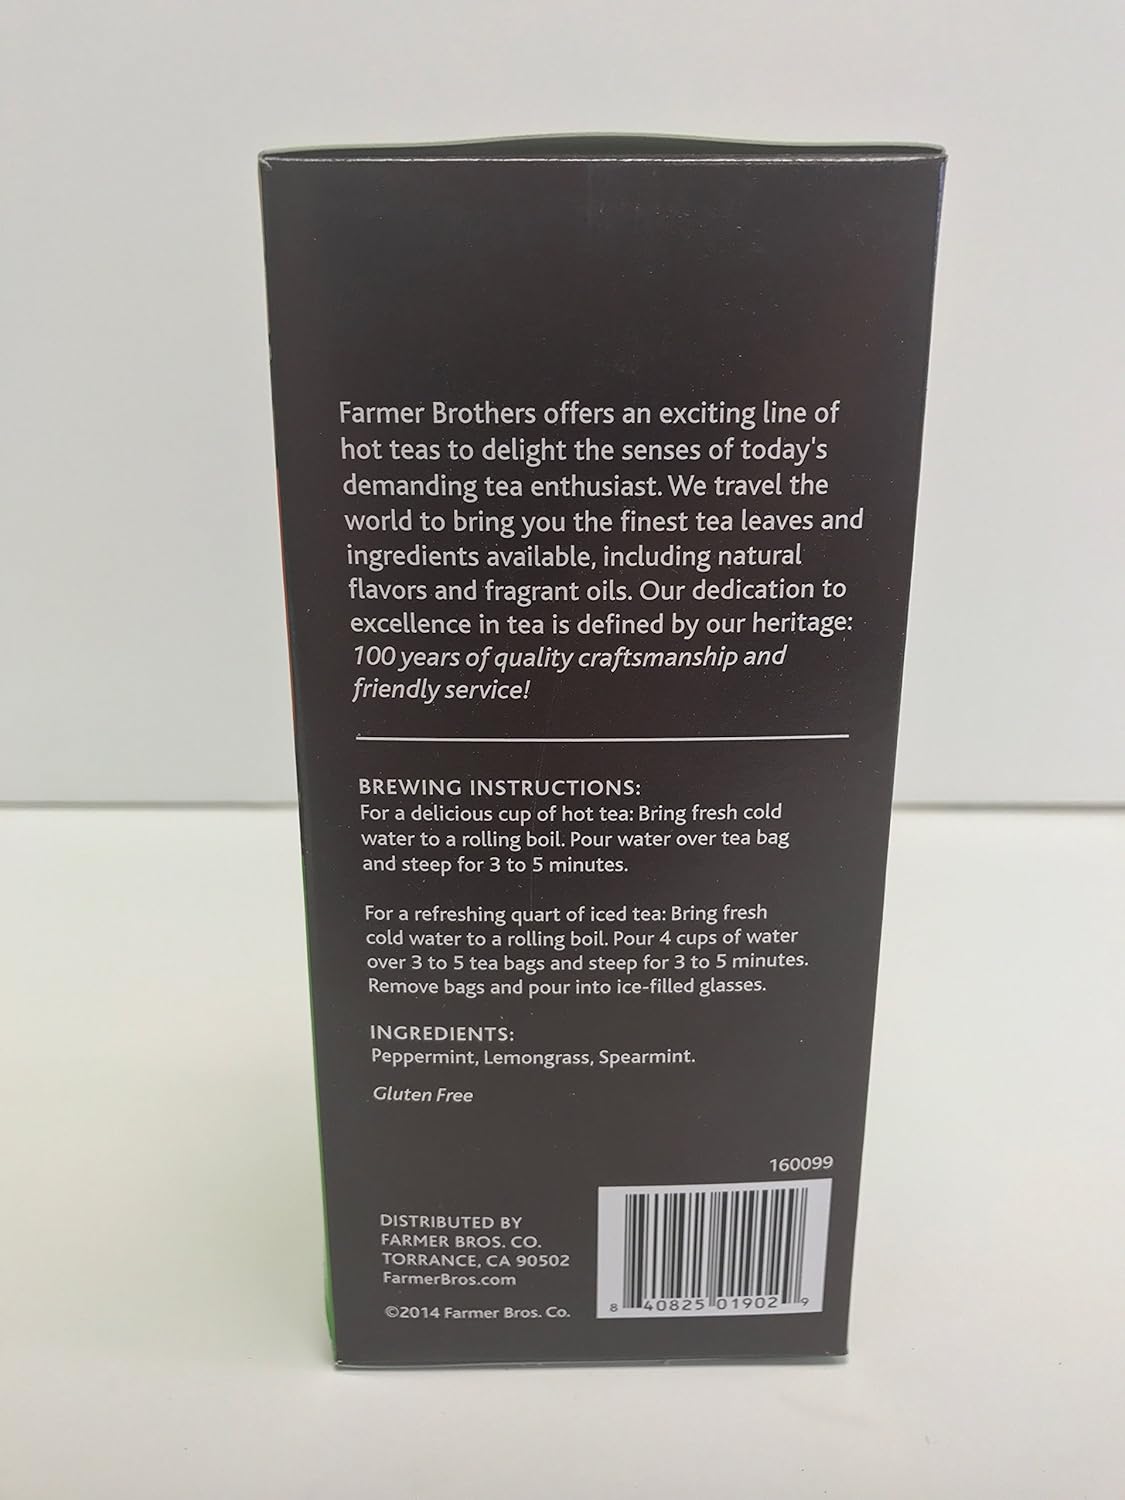 Farmer Brothers offers an exciting line of
hot teas to delight the senses of today's
demanding tea enthusiast. We travel the
world to bring you the finest tea leaves and
ingredients available, including natural
flavors and fragrant oils. Our dedication to
excellence in tea is defined by our heritage:
100 years of quality craftsmanship and
friendly service!
BREWING INSTRUCTIONS:
For a delicious cup of hot tea: Bring fresh cold
water to a rolling boil. Pour water over tea bag
and steep for 3 to 5 minutes.
For a refreshing quart of iced tea: Bring fresh
cold water to a rolling boil. Pour 4 cups of water
over 3 to 5 tea bags and steep for 3 to 5 minutes.
Remove bags and pour into ice-filled glasses.
INGREDIENTS:
Peppermint, Lemongrass, Spearmint.
Gluten Free
160099
DISTRIBUTED BY
FARMER BROS. CO.
TORRANCE, CA 90502
FarmerBros.com
©2014 Farmer Bros. Co.
8 40825 01902 9